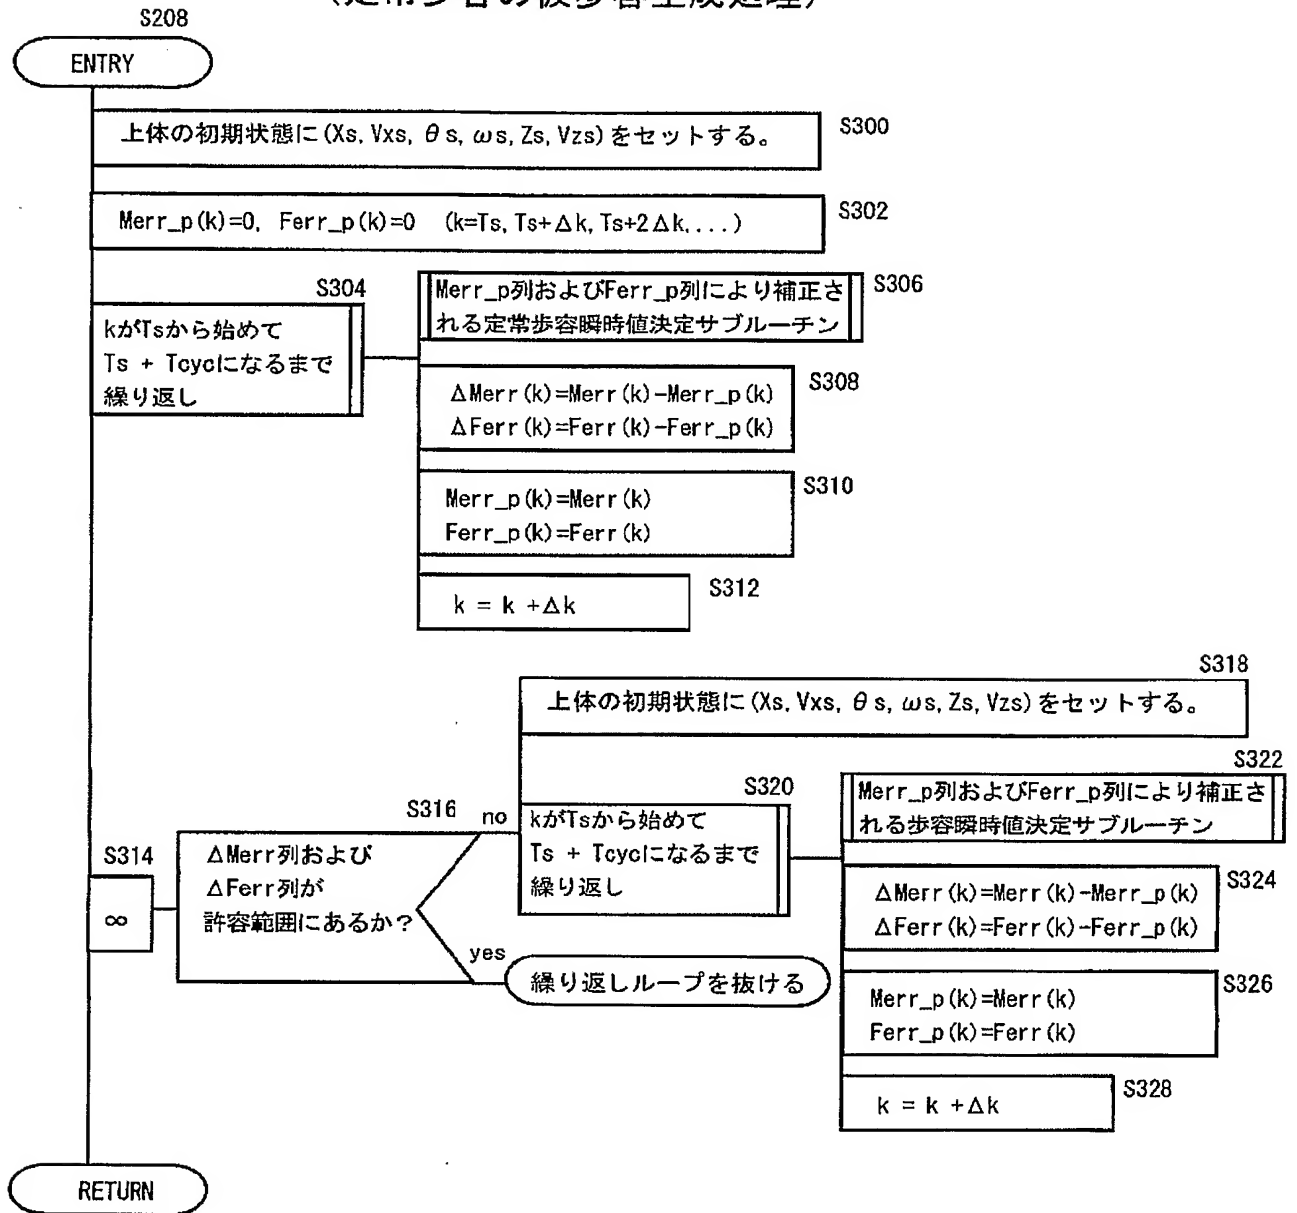 S208
ENTRY
上体の初期状態に(Xs, Vxs, θs, ωs, Zs, Vzs)をセットする。
S300
Merr_p(k)=0, Ferr_p(k)=0 (k=Ts, Ts+Δk, Ts+2Δk,...)
S302
S304
kがTsから始めて
Ts + Tcycになるまで
繰り返し
Merr_p列およびFerr_p列により補正さ
れる定常歩容瞬時値決定サブルーチン
S306
ΔMerr(k)=Merr(k)-Merr_p(k)
ΔFerr(k)=Ferr(k)-Ferr_p(k)
S308
Merr_p(k)=Merr(k)
Ferr_p(k)=Ferr(k)
S310
k = k +Δk
S312
S314
∞
S316
ΔMerr列および
ΔFerr列が
許容範囲にあるか？
no
yes
繰り返しループを抜ける
S318
上体の初期状態に(Xs, Vxs, θs, ωs, Zs, Vzs)をセットする。
S320
kがTsから始めて
Ts + Tcycになるまで
繰り返し
S322
Merr_p列およびFerr_p列により補正さ
れる歩容瞬時値決定サブルーチン
ΔMerr(k)=Merr(k)-Merr_p(k)
ΔFerr(k)=Ferr(k)-Ferr_p(k)
S324
Merr_p(k)=Merr(k)
Ferr_p(k)=Ferr(k)
S326
k = k +Δk
S328
RETURN